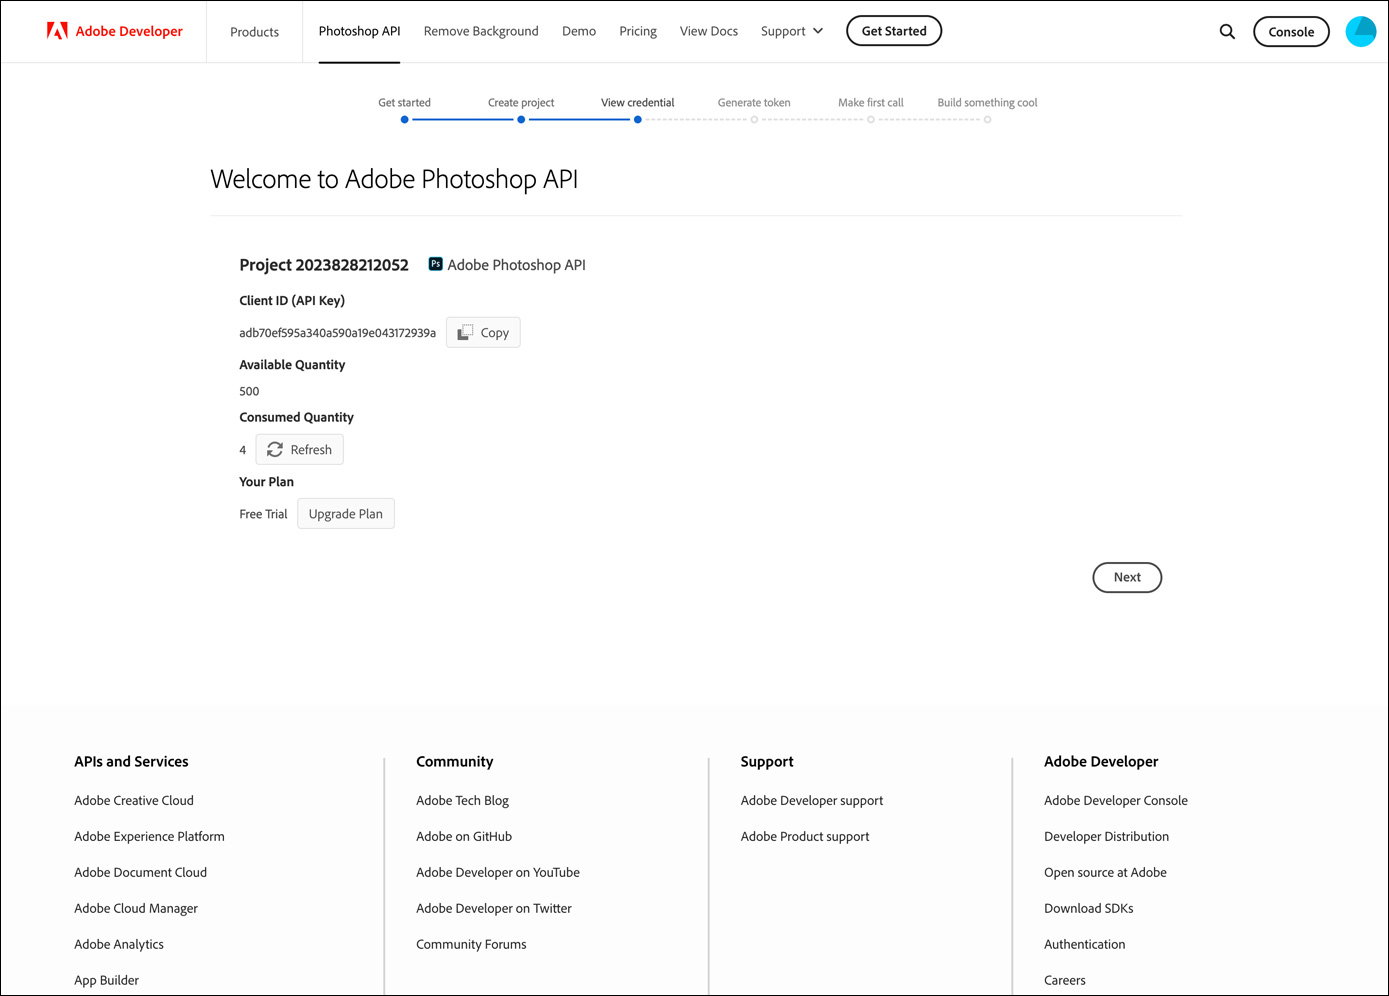 Adobe Developer
Products
Photoshop API
Remove Background
Demo
Pricing
View Docs
Support
Get Started
Console
Get started
Create project
View credential
Generate token
Make first call
Build something cool
Welcome to Adobe Photoshop API
Project 2023828212052
Ps Adobe Photoshop API
Client ID (API Key)
adb70ef595a340a590a19e043172939a
Copy
Available Quantity
500
Consumed Quantity
4
Refresh
Your Plan
Free Trial
Upgrade Plan
Next
APIs and Services
Adobe Creative Cloud
Adobe Experience Platform
Adobe Document Cloud
Adobe Cloud Manager
Adobe Analytics
App Builder
Community
Adobe Tech Blog
Adobe on GitHub
Adobe Developer on YouTube
Adobe Developer on Twitter
Community Forums
Support
Adobe Developer support
Adobe Product support
Adobe Developer
Adobe Developer Console
Developer Distribution
Open source at Adobe
Download SDKs
Authentication
Careers